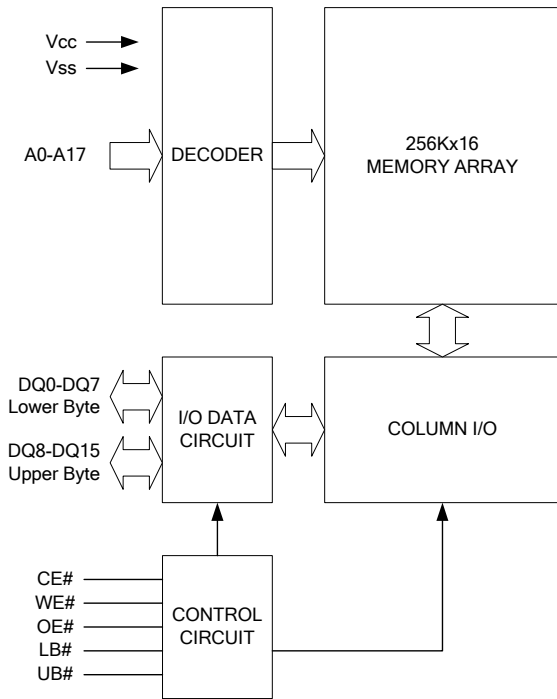 Vcc
Vss
A0-A17
DECODER
256Kx16
MEMORY ARRAY
DQ0-DQ7
Lower Byte
DQ8-DQ15
Upper Byte
I/O DATA
CIRCUIT
COLUMN I/O
CE#
WE#
OE#
LB#
UB#
CONTROL
CIRCUIT